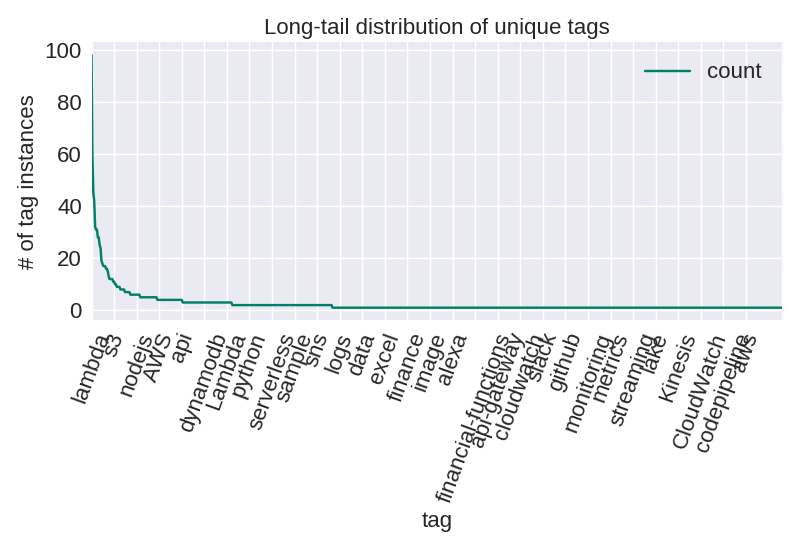 Long-tail distribution of unique tags
count
# of tag instances
100
80
60
40
20
0
lambda
s3
nodejs
AWS
api
dynamodb
Lambda
python
serverless
sample
sns
logs
data
excel
finance
image
alexa
financial-functions
api-gateway
cloudwatch
slack
github
monitoring
metrics
streaming
lake
Kinesis
CloudWatch
codepipeline
aws
tag